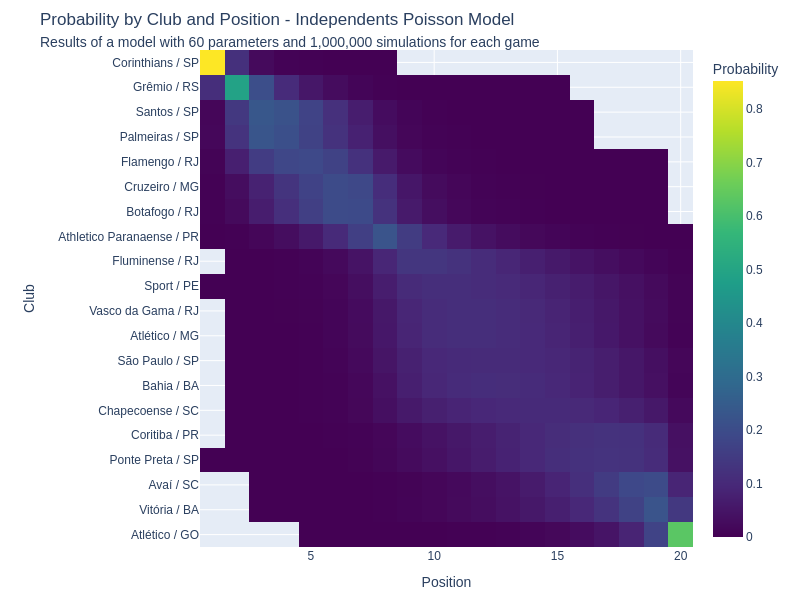 Probability by Club and Position - Independents Poisson Model
Results of a model with 60 parameters and 1,000,000 simulations for each game
Probability
Corinthians / SP
Grêmio / RS
Santos / SP
Palmeiras / SP
Flamengo / RJ
Cruzeiro / MG
Botafogo / RJ
Athletico Paranaense / PR
Fluminense / RJ
Sport / PE
Vasco da Gama / RJ
Atlético / MG
São Paulo / SP
Bahia / BA
Chapecoense / SC
Coritiba / PR
Ponte Preta / SP
Avaí / SC
Vitória / BA
Atlético / GO
Club
5
10
15
20
Position
0.8
0.7
0.6
0.5
0.4
0.3
0.2
0.1
0